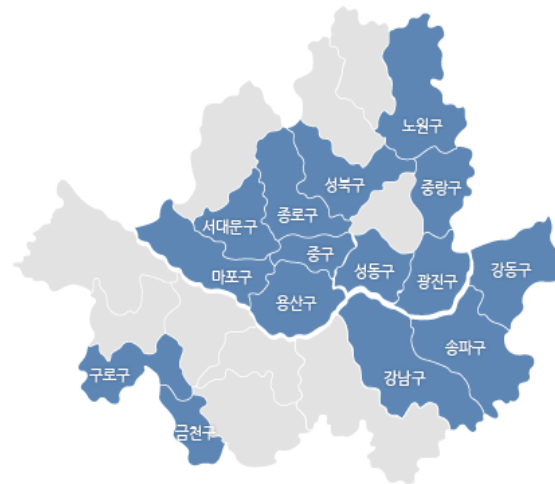 노원구
성북구
중랑구
종로구
서대문구
중구
성동구
광진구
강동구
마포구
용산구
송파구
구로구
강남구
금천구